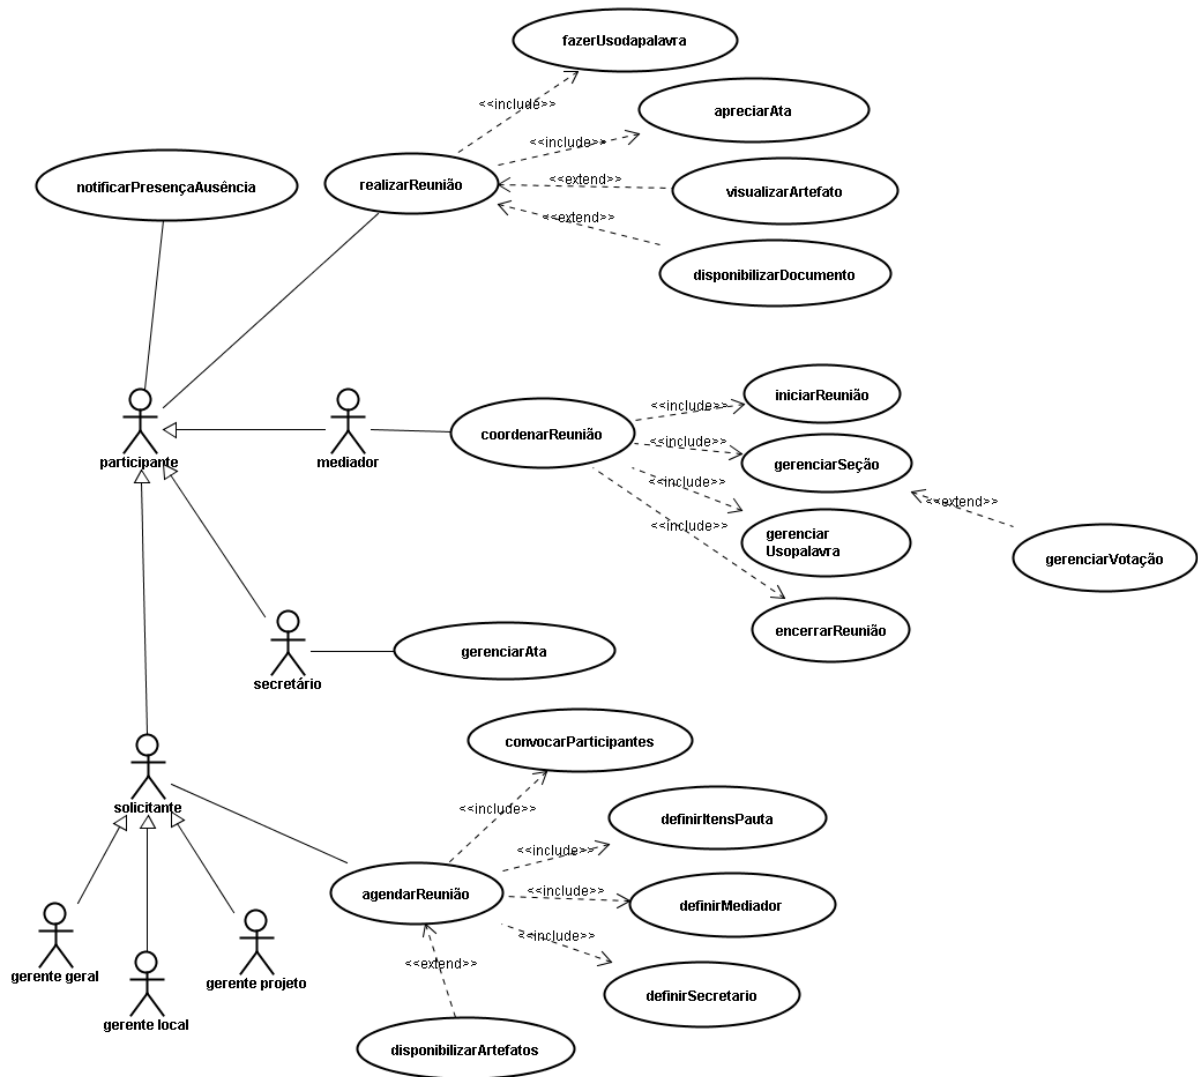 fazerUsodapalavra
<<include>>
apreciarAta
<<include>>
notificarPresençaAusência
realizarReunião
<<extend>>
visualizarArtefato
<<extend>>
disponibilizarDocumento
iniciarReunião
<<include>>
participante
mediador
coordenarReunião
<<include>>
gerenciarSeção
<<include>>
<<extend>>
<<include>>
gerenciar
Usopalavra
gerenciarVotação
encerrarReunião
secretário
gerenciarAta
convocarParticipantes
solicitante
<<include>>
definirItensPauta
<<include>>
agendarReunião
<<include>>
definirMediador
<<include>>
gerente geral
gerente local
gerente projeto
<<extend>>
definirSecretario
disponibilizarArtefatos